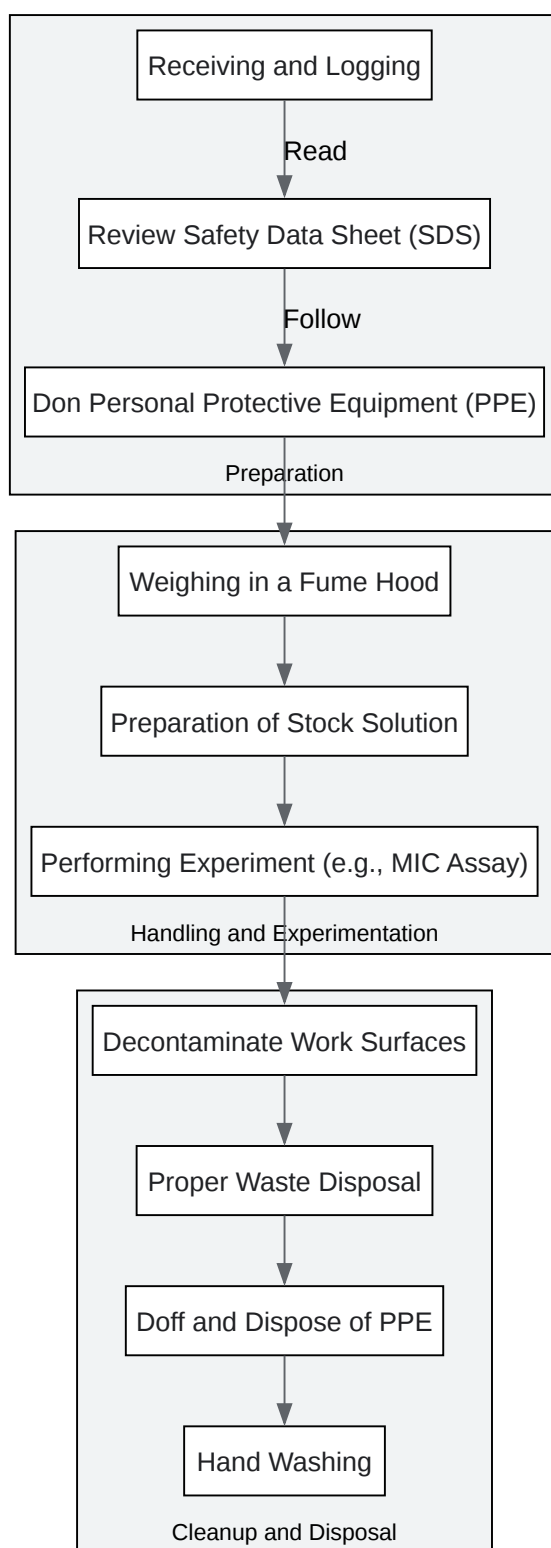 Receiving and Logging
Read
Review Safety Data Sheet (SDS)
Follow
Don Personal Protective Equipment (PPE)
Preparation
Weighing in a Fume Hood
Preparation of Stock Solution
Performing Experiment (e.g., MIC Assay)
Handling and Experimentation
Decontaminate Work Surfaces
Proper Waste Disposal
Doff and Dispose of PPE
Hand Washing
Cleanup and Disposal